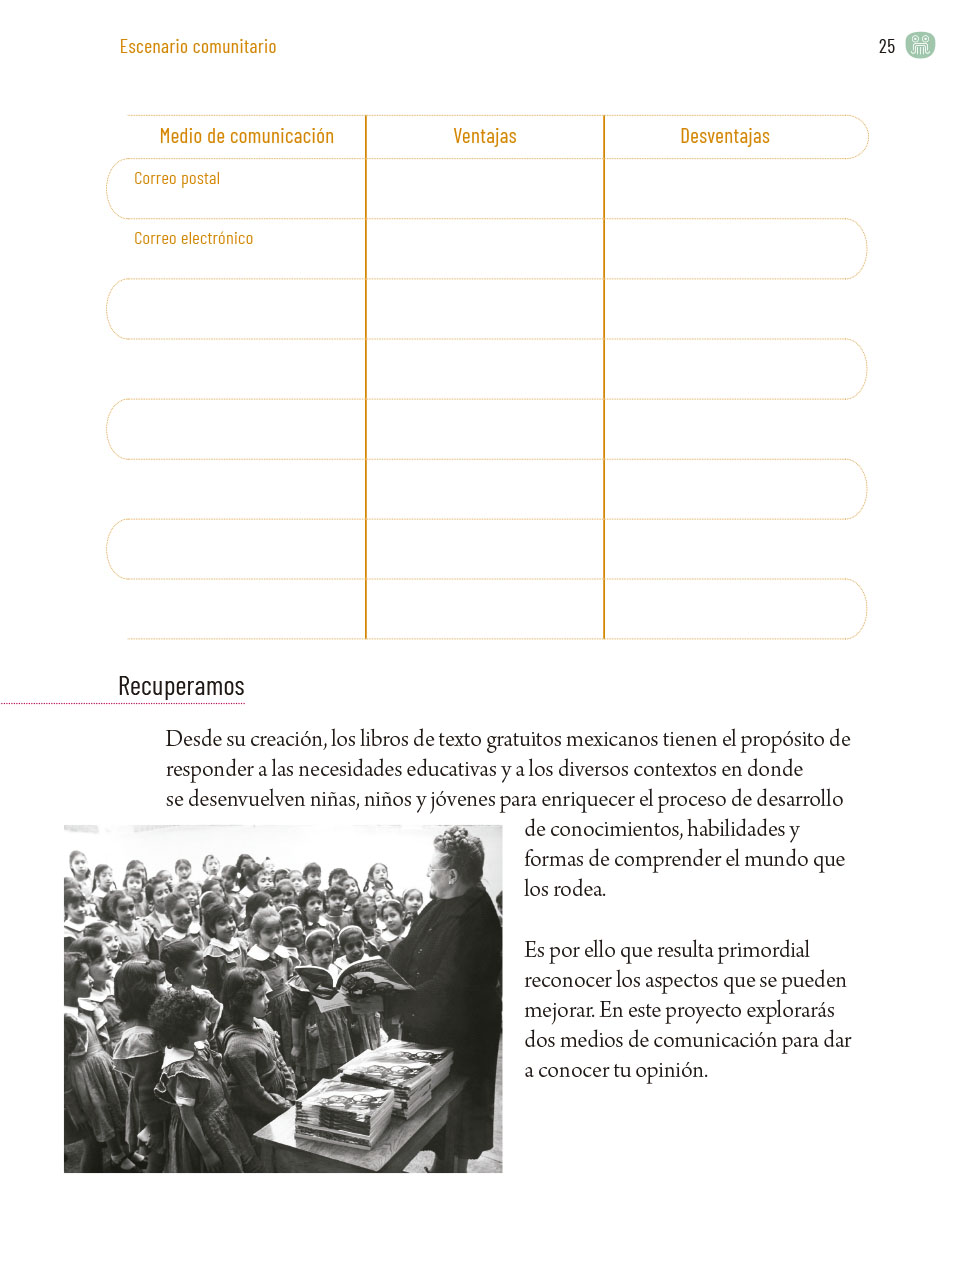 Escenario comunitario
25
Medio de comunicación Ventajas Desventajas
Correo postal
Correo electrónico
Recuperamos
Desde su creación, los libros de texto gratuitos mexicanos tienen el propósito de
responder a las necesidades educativas y a los diversos contextos en donde
se desenvuelven niñas, niños y jóvenes para enriquecer el proceso de desarrollo
de conocimientos, habilidades y
formas de comprender el mundo que
los rodea.
Es por ello que resulta primordial
reconocer los aspectos que se pueden
mejorar. En este proyecto explorarás
dos medios de comunicación para dar
a conocer tu opinión.